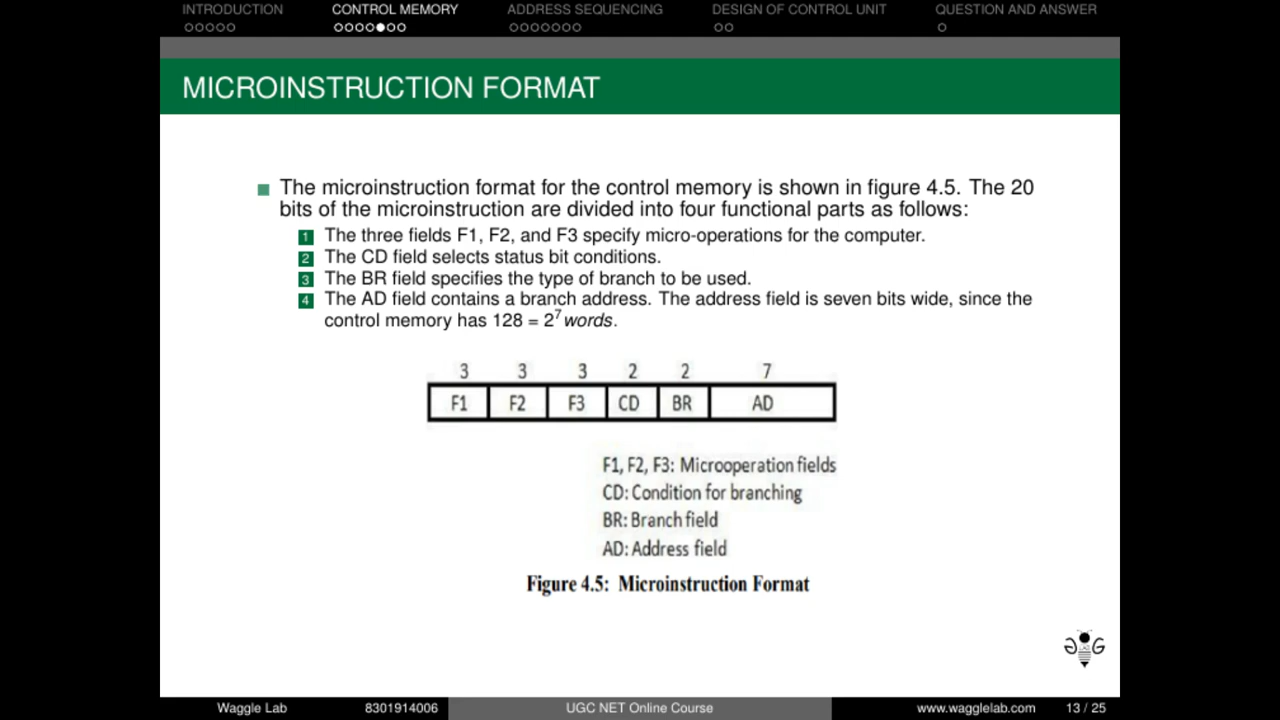 INTRODUCTION CONTROL MEMORY ADDRESS SEQUENCING DESIGN OF CONTROL UNIT QUESTION AND ANSWER
MICROINSTRUCTION FORMAT
The microinstruction format for the control memory is shown in figure 4.5. The 20
bits of the microinstruction are divided into four functional parts as follows:
1 The three fields F1, F2, and F3 specify micro-operations for the computer.
2 The CD field selects status bit conditions.
3 The BR field specifies the type of branch to be used.
4 The AD field contains a branch address. The address field is seven bits wide, since the
control memory has 128 = 2⁷ words.
3 3 3 2 2 7
F1 F2 F3 CD BR AD
F1, F2, F3: Microoperation fields
CD: Condition for branching
BR: Branch field
AD: Address field
Figure 4.5: Microinstruction Format
Waggle Lab 8301914006 UGC NET Online Course www.wagglelab.com 13 / 25